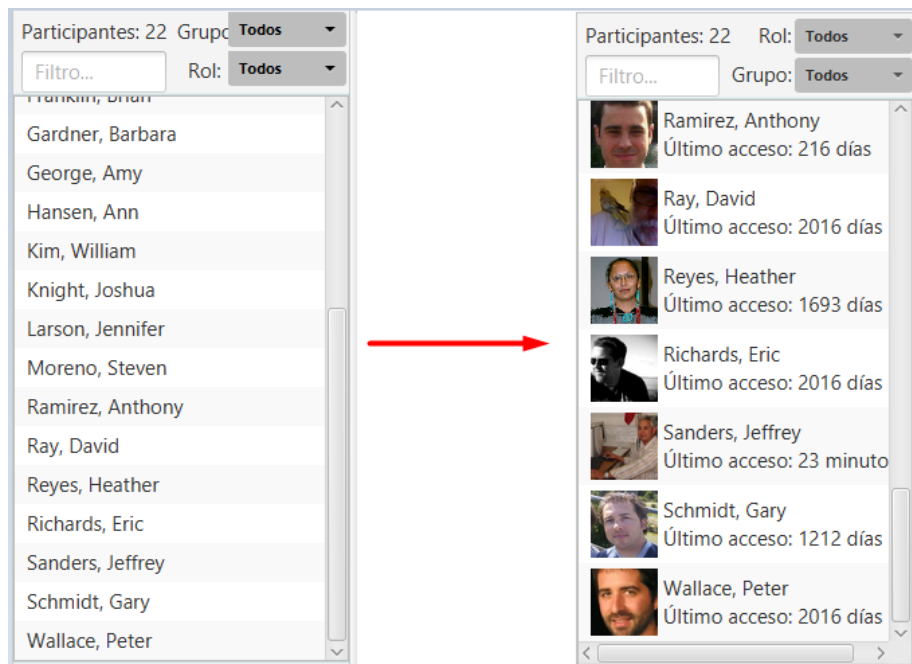 Participantes: 22 Grupo Todos
Filtro... Rol: Todos
Franklin, Brian
Gardner, Barbara
George, Amy
Hansen, Ann
Kim, William
Knight, Joshua
Larson, Jennifer
Moreno, Steven
Ramirez, Anthony
Ray, David
Reyes, Heather
Richards, Eric
Sanders, Jeffrey
Schmidt, Gary
Wallace, Peter
Participantes: 22 Rol: Todos
Filtro... Grupo: Todos
Ramirez, Anthony
Último acceso: 216 días
Ray, David
Último acceso: 2016 días
Reyes, Heather
Último acceso: 1693 días
Richards, Eric
Último acceso: 2016 días
Sanders, Jeffrey
Último acceso: 23 minuto
Schmidt, Gary
Último acceso: 1212 días
Wallace, Peter
Último acceso: 2016 días